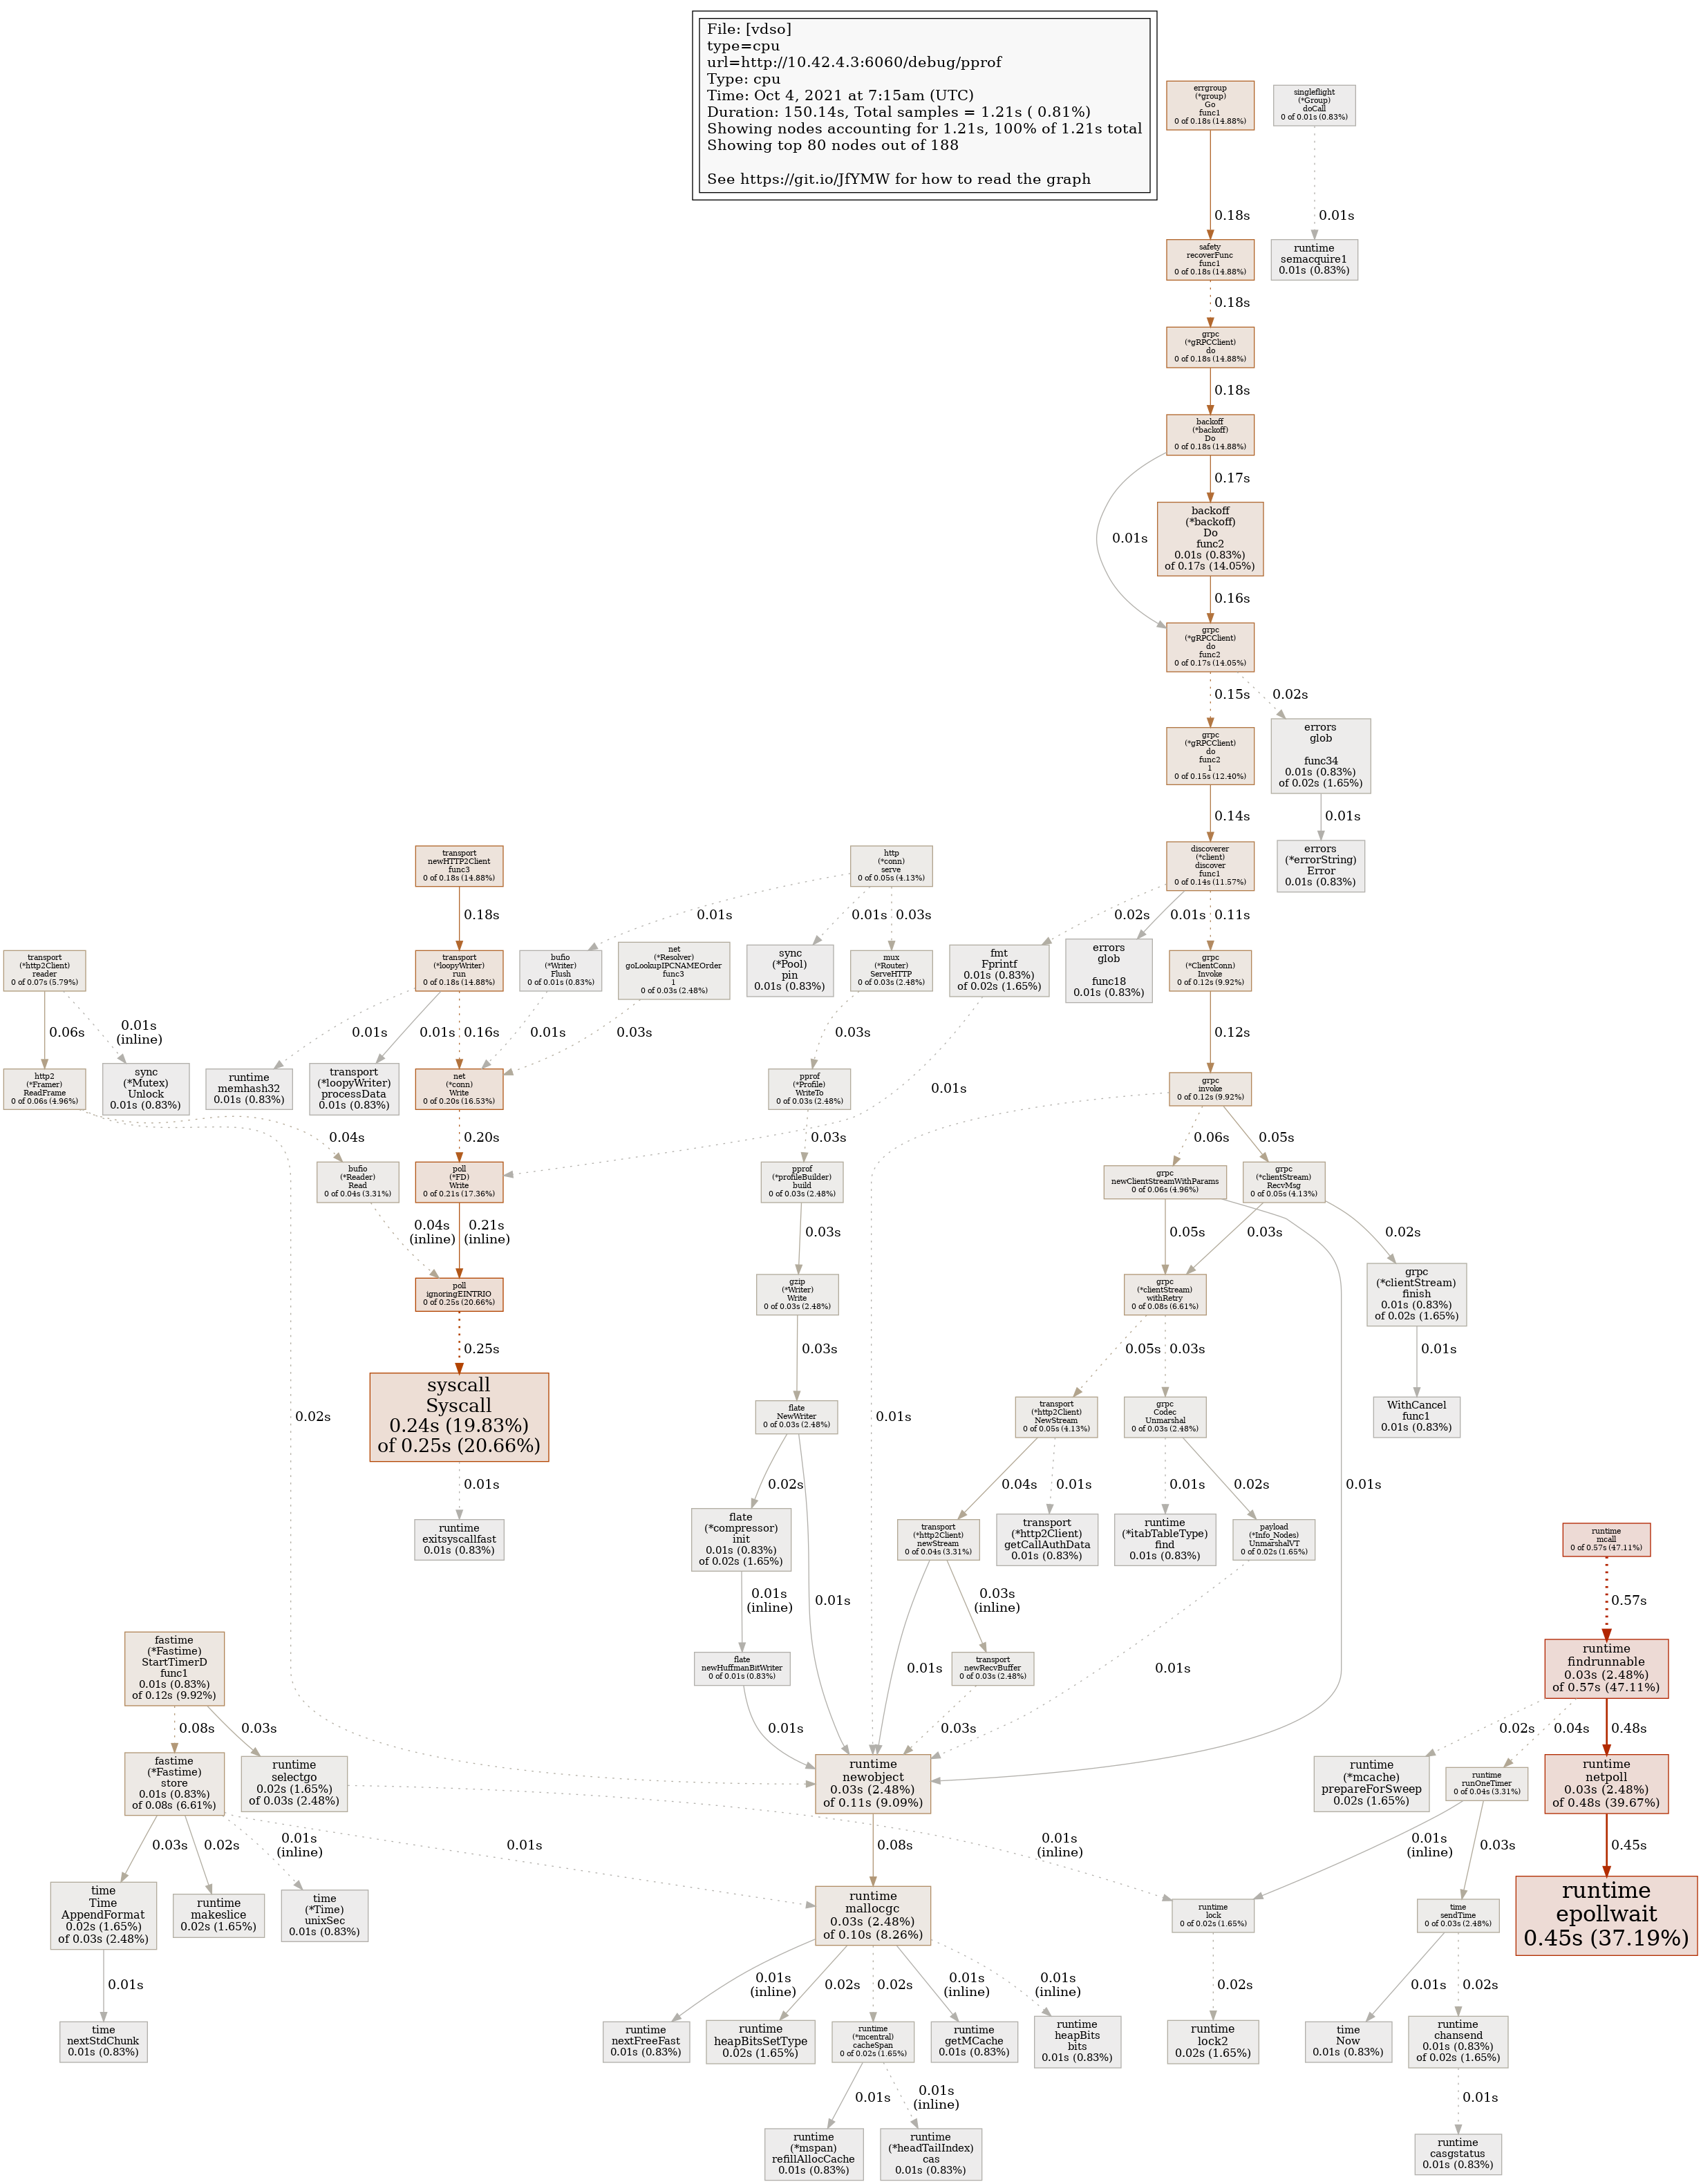 File: [vdso]
type=cpu
url=http://10.42.4.3:6060/debug/pprof
Type: cpu
Time: Oct 4, 2021 at 7:15am (UTC)
Duration: 150.14s, Total samples = 1.21s ( 0.81%)
Showing nodes accounting for 1.21s, 100% of 1.21s total
Showing top 80 nodes out of 188
See https://git.io/JfYMW for how to read the graph
errgroup
(*group)
Go
func1
0 of 0.18s (14.88%)
singleflight
(*Group)
doCall
0 of 0.01s (0.83%)
0.18s
0.01s
safety
recoverFunc
func1
0 of 0.18s (14.88%)
runtime
semacquire1
0.01s (0.83%)
0.18s
grpc
(*gRPCClient)
do
0 of 0.18s (14.88%)
0.18s
backoff
(*backoff)
Do
0 of 0.18s (14.88%)
0.17s
backoff
(*backoff)
Do
func2
0.01s (0.83%)
of 0.17s (14.05%)
0.01s
0.16s
grpc
(*gRPCClient)
do
func2
0 of 0.17s (14.05%)
0.15s
0.02s
grpc
(*gRPCClient)
do
func2
1
0 of 0.15s (12.40%)
errors
glob
func34
0.01s (0.83%)
of 0.02s (1.65%)
0.14s
0.01s
transport
newHTTP2Client
func3
0 of 0.18s (14.88%)
http
(*conn)
serve
0 of 0.05s (4.13%)
discoverer
(*client)
discover
func1
0 of 0.14s (11.57%)
errors
(*errorString)
Error
0.01s (0.83%)
0.18s
0.01s
0.01s
0.03s
0.02s
0.01s
0.11s
transport
(*http2Client)
reader
0 of 0.07s (5.79%)
transport
(*loopyWriter)
run
0 of 0.18s (14.88%)
bufio
(*Writer)
Flush
0 of 0.01s (0.83%)
net
(*Resolver)
goLookupIPCNAMEOrder
func3
1
0 of 0.03s (2.48%)
sync
(*Pool)
pin
0.01s (0.83%)
mux
(*Router)
ServeHTTP
0 of 0.03s (2.48%)
fmt
Fprintf
0.01s (0.83%)
of 0.02s (1.65%)
errors
glob
func18
0.01s (0.83%)
grpc
(*ClientConn)
Invoke
0 of 0.12s (9.92%)
0.06s
0.01s
(inline)
0.01s
0.01s
0.16s
0.01s
0.03s
0.03s
0.01s
0.12s
http2
(*Framer)
ReadFrame
0 of 0.06s (4.96%)
sync
(*Mutex)
Unlock
0.01s (0.83%)
runtime
memhash32
0.01s (0.83%)
transport
(*loopyWriter)
processData
0.01s (0.83%)
net
(*conn)
Write
0 of 0.20s (16.53%)
pprof
(*Profile)
WriteTo
0 of 0.03s (2.48%)
grpc
invoke
0 of 0.12s (9.92%)
0.04s
0.20s
0.03s
0.06s
0.05s
bufio
(*Reader)
Read
0 of 0.04s (3.31%)
poll
(*FD)
Write
0 of 0.21s (17.36%)
pprof
(*profileBuilder)
build
0 of 0.03s (2.48%)
grpc
newClientStreamWithParams
0 of 0.06s (4.96%)
grpc
(*clientStream)
RecvMsg
0 of 0.05s (4.13%)
0.04s
(inline)
0.21s
(inline)
0.03s
0.05s
0.03s
0.02s
poll
ignoringEINTRIO
0 of 0.25s (20.66%)
gzip
(*Writer)
Write
0 of 0.03s (2.48%)
grpc
(*clientStream)
withRetry
0 of 0.08s (6.61%)
grpc
(*clientStream)
finish
0.01s (0.83%)
of 0.02s (1.65%)
0.25s
0.03s
0.05s
0.03s
0.01s
syscall
Syscall
0.24s (19.83%)
of 0.25s (20.66%)
0.02s
flate
NewWriter
0 of 0.03s (2.48%)
0.01s
transport
(*http2Client)
NewStream
0 of 0.05s (4.13%)
grpc
Codec
Unmarshal
0 of 0.03s (2.48%)
WithCancel
func1
0.01s (0.83%)
0.01s
0.02s
0.04s
0.01s
0.01s
0.02s
0.01s
runtime
exitsyscallfast
0.01s (0.83%)
flate
(*compressor)
init
0.01s (0.83%)
of 0.02s (1.65%)
transport
(*http2Client)
newStream
0 of 0.04s (3.31%)
transport
(*http2Client)
getCallAuthData
0.01s (0.83%)
runtime
(*itabTableType)
find
0.01s (0.83%)
payload
(*Info_Nodes)
UnmarshalVT
0 of 0.02s (1.65%)
runtime
mcall
0 of 0.57s (47.11%)
0.01s
(inline)
0.01s
0.03s
(inline)
0.57s
fastime
(*Fastime)
StartTimerD
func1
0.01s (0.83%)
of 0.12s (9.92%)
flate
newHuffmanBitWriter
0 of 0.01s (0.83%)
0.01s
transport
newRecvBuffer
0 of 0.03s (2.48%)
0.01s
runtime
findrunnable
0.03s (2.48%)
of 0.57s (47.11%)
0.08s
0.03s
0.01s
0.03s
0.02s
0.04s
0.48s
fastime
(*Fastime)
store
0.01s (0.83%)
of 0.08s (6.61%)
runtime
selectgo
0.02s (1.65%)
of 0.03s (2.48%)
runtime
newobject
0.03s (2.48%)
of 0.11s (9.09%)
runtime
(*mcache)
prepareForSweep
0.02s (1.65%)
runtime
runOneTimer
0 of 0.04s (3.31%)
runtime
netpoll
0.03s (2.48%)
of 0.48s (39.67%)
0.03s
0.02s
0.01s
(inline)
0.01s
0.08s
0.01s
(inline)
0.01s
(inline)
0.03s
0.45s
time
Time
AppendFormat
0.02s (1.65%)
of 0.03s (2.48%)
runtime
makeslice
0.02s (1.65%)
time
(*Time)
unixSec
0.01s (0.83%)
runtime
mallocgc
0.03s (2.48%)
of 0.10s (8.26%)
runtime
lock
0 of 0.02s (1.65%)
time
sendTime
0 of 0.03s (2.48%)
runtime
epollwait
0.45s (37.19%)
0.01s
0.01s
(inline)
0.02s
0.02s
0.01s
(inline)
0.01s
(inline)
0.02s
0.01s
0.02s
time
nextStdChunk
0.01s (0.83%)
runtime
nextFreeFast
0.01s (0.83%)
runtime
heapBitsSetType
0.02s (1.65%)
runtime
(*mcentral)
cacheSpan
0 of 0.02s (1.65%)
runtime
getMCache
0.01s (0.83%)
runtime
heapBits
bits
0.01s (0.83%)
runtime
lock2
0.02s (1.65%)
time
Now
0.01s (0.83%)
runtime
chansend
0.01s (0.83%)
of 0.02s (1.65%)
0.01s
0.01s
(inline)
0.01s
runtime
(*mspan)
refillAllocCache
0.01s (0.83%)
runtime
(*headTailIndex)
cas
0.01s (0.83%)
runtime
casgstatus
0.01s (0.83%)